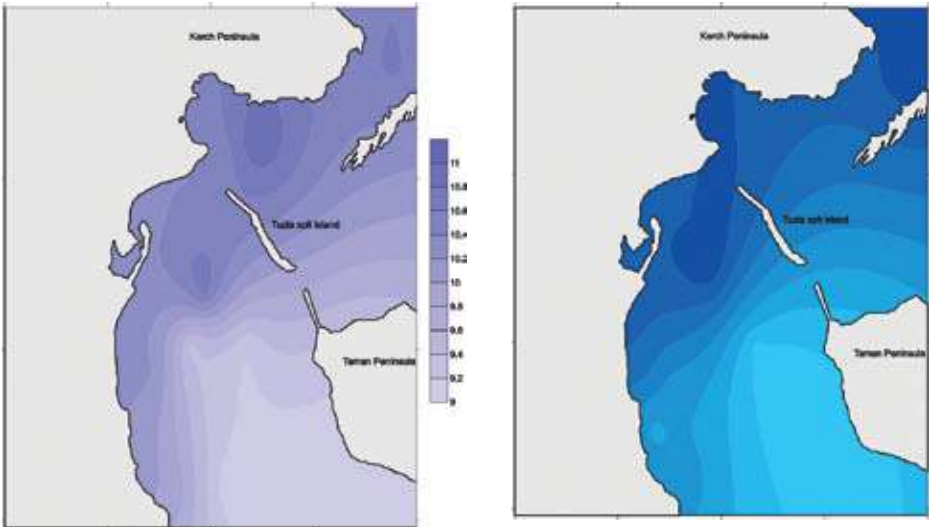 Kerch Peninsula
Tuzla spit Island
Taman Peninsula
11
10.8
10.6
10.4
10.2
10
9.8
9.6
9.4
9.2
9
Kerch Peninsula
Tuzla spit island
Taman Peninsula